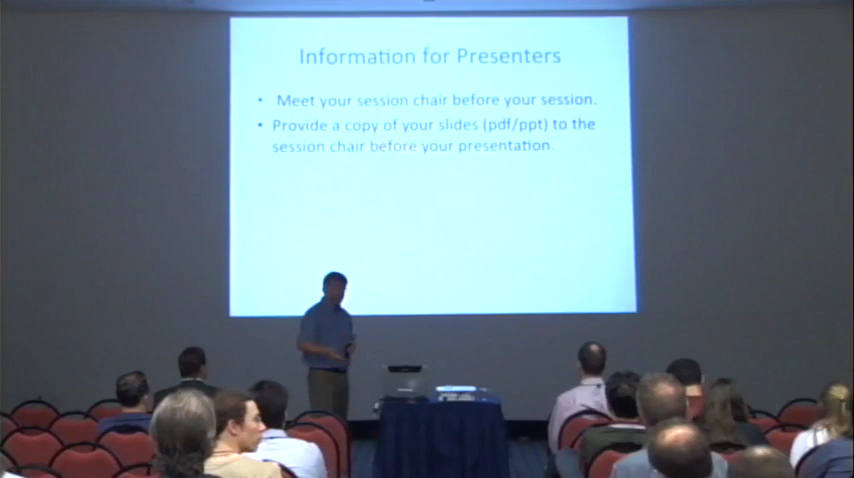 Information for Presenters
• Meet your session chair before your session.
• Provide a copy of your slides (pdf/ppt) to the
session chair before your presentation.